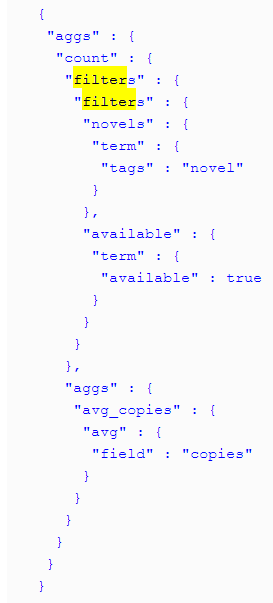 {
"aggs" : {
"count" : {
"filters" : {
"filters" : {
"novels" : {
"term" : {
"tags" : "novel"
}
},
"available" : {
"term" : {
"available" : true
}
}
}
},
"aggs" : {
"avg_copies" : {
"avg" : {
"field" : "copies"
}
}
}
}
}
}